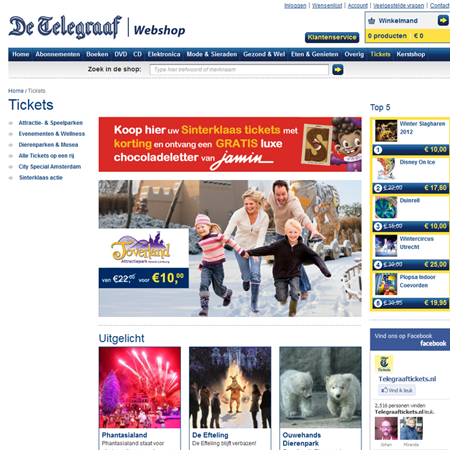 Inloggen | Wensenlijst | Account | Veelgestelde vragen | Contact
De Telegraaf | Webshop
Klantenservice
Winkelmand
0 producten € 0
Home Abonnementen Boeken DVD CD Elektronica Mode & Sieraden Gezond & Wel Eten & Genieten Overig Tickets Kerstshop
Zoek in de shop: Type hier trefwoord of merknaam
Home / Tickets
Tickets
Attractie- & Speelparken
Evenementen & Wellness
Dierenparken & Musea
Alle Tickets op een rij
City Special Amsterdam
Sinterklaas actie
Koop hier uw Sinterklaas tickets met
korting en ontvang een GRATIS luxe
chocoladeletter van Jamin
Toverland
Attractiepark
van €22,00 voor €10,00
Top 5
Winter Slagharen
2012
1 € 10,00
Disney On Ice
2 € 22,00 € 17,60
Duinrell
3 € 10,00
Wintercircus
Utrecht
4 € 30,00 € 25,00
Plopsa Indoor
Coevorden
€ 39,95 € 19,95
Uitgelicht
Phantasialand
Phantasialand staat voor
De Efteling
De Efteling blijft verbazen!
Ouwehands
Dierenpark
Vind ons op Facebook
facebook
Tickets
Telegraaftickets.nl
Vind ik leuk
2,516 personen vinden
Telegraaftickets.nl leuk.
Johan Miranda